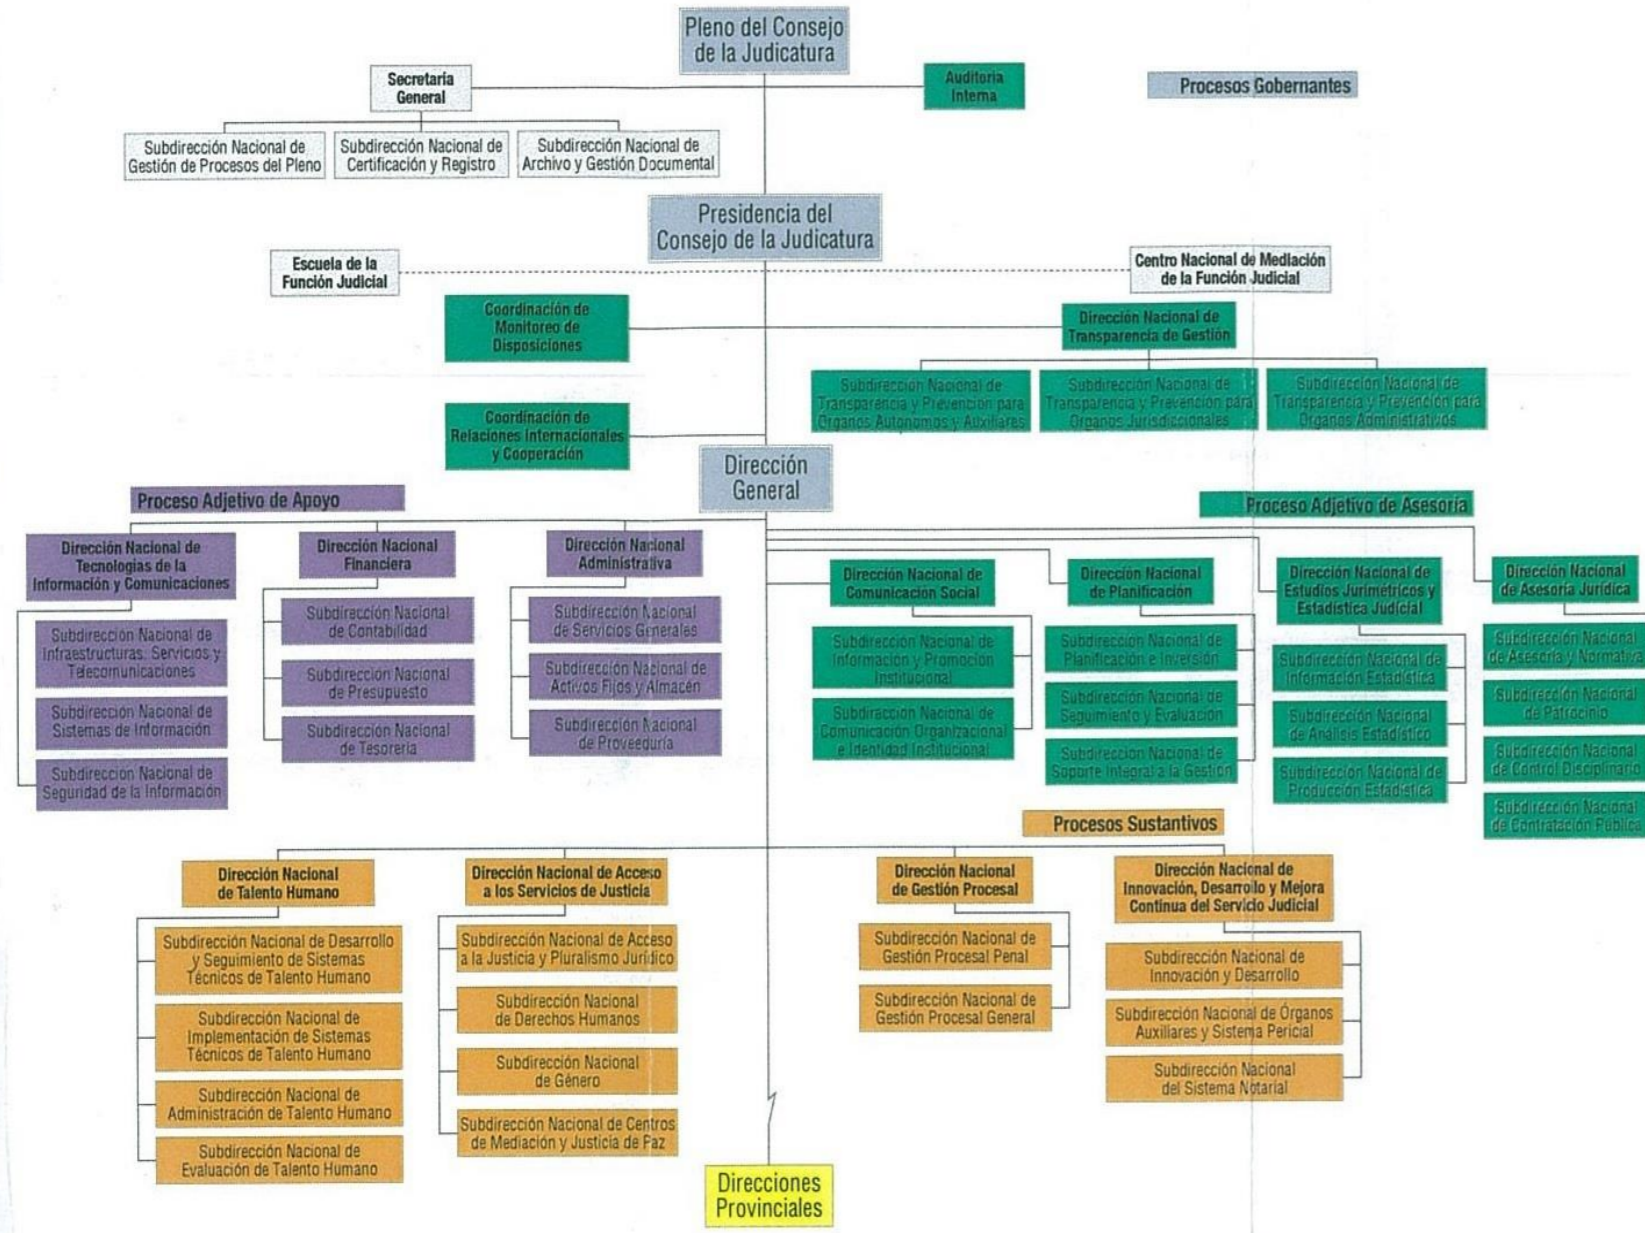 Pleno del Consejo
de la Judicatura
Secretaria
General
Auditoria
Interna
Procesos Gobernantes
Subdirección Nacional de
Gestión de Procesos del Pleno
Subdirección Nacional de
Certificación y Registro
Subdirección Nacional de
Archivo y Gestión Documental
Presidencia del
Consejo de la Judicatura
Escuela de la
Función Judicial
Centro Nacional de Mediación
de la Función Judicial
Coordinación de
Monitoreo de
Disposiciones
Dirección Nacional de
Transparencia de Gestión
Subdirección Nacional de
Transparencia y Prevención para
Órganos Autónomos y Auxiliares
Subdirección Nacional de
Transparencia y Prevención para
Órganos Jurisdiccionales
Subdirección Nacional de
Transparencia y Prevención para
Órganos Administrativos
Coordinación de
Relaciones Internacionales
y Cooperación
Dirección
General
Proceso Adjetivo de Apoyo
Proceso Adjetivo de Asesoría
Dirección Nacional de
Tecnologías de la
Información y Comunicaciones
Subdirección Nacional de
Infraestructuras, Servicios y
Telecomunicaciones
Subdirección Nacional de
Sistemas de Información
Subdirección Nacional de
Seguridad de la Información
Dirección Nacional
Financiera
Subdirección Nacional
de Contabilidad
Subdirección Nacional
de Presupuesto
Subdirección Nacional
de Tesorería
Dirección Nacional
Administrativa
Subdirección Nacional
de Servicios Generales
Subdirección Nacional de
Activos Fijos y Almacén
Subdirección Nacional
de Proveeduría
Dirección Nacional de
Comunicación Social
Subdirección Nacional de
Información y Promoción
Institucional
Subdirección Nacional de
Comunicación Organizacional
e Identidad Institucional
Dirección Nacional
de Planificación
Subdirección Nacional de
Planificación e Inversión
Subdirección Nacional de
Seguimiento y Evaluación
Subdirección Nacional de
Soporte Integral a la Gestión
Dirección Nacional de
Estudios Jurimétricos y
Estadística Judicial
Subdirección Nacional de
Información Estadística
Subdirección Nacional
de Análisis Estadístico
Subdirección Nacional de
Producción Estadística
Dirección Nacional
de Asesoría Jurídica
Subdirección Nacional
de Asesoría y Normativa
Subdirección Nacional
de Patrocinio
Subdirección Nacional
de Control Disciplinario
Subdirección Nacional
de Contratación Pública
Procesos Sustantivos
Dirección Nacional
de Talento Humano
Subdirección Nacional de Desarrollo
y Seguimiento de Sistemas
Técnicos de Talento Humano
Subdirección Nacional de
Implementación de Sistemas
Técnicos de Talento Humano
Subdirección Nacional de
Administración de Talento Humano
Subdirección Nacional de
Evaluación de Talento Humano
Dirección Nacional de Acceso
a los Servicios de Justicia
Subdirección Nacional de Acceso
a la Justicia y Pluralismo Jurídico
Subdirección Nacional
de Derechos Humanos
Subdirección Nacional
de Género
Subdirección Nacional de Centros
de Mediación y Justicia de Paz
Dirección Nacional
de Gestión Procesal
Subdirección Nacional de
Gestión Procesal Penal
Subdirección Nacional de
Gestión Procesal General
Dirección Nacional de
Innovación, Desarrollo y Mejora
Continua del Servicio Judicial
Subdirección Nacional de
Innovación y Desarrollo
Subdirección Nacional de Órganos
Auxiliares y Sistema Pericial
Subdirección Nacional
del Sistema Notarial
Direcciones
Provinciales